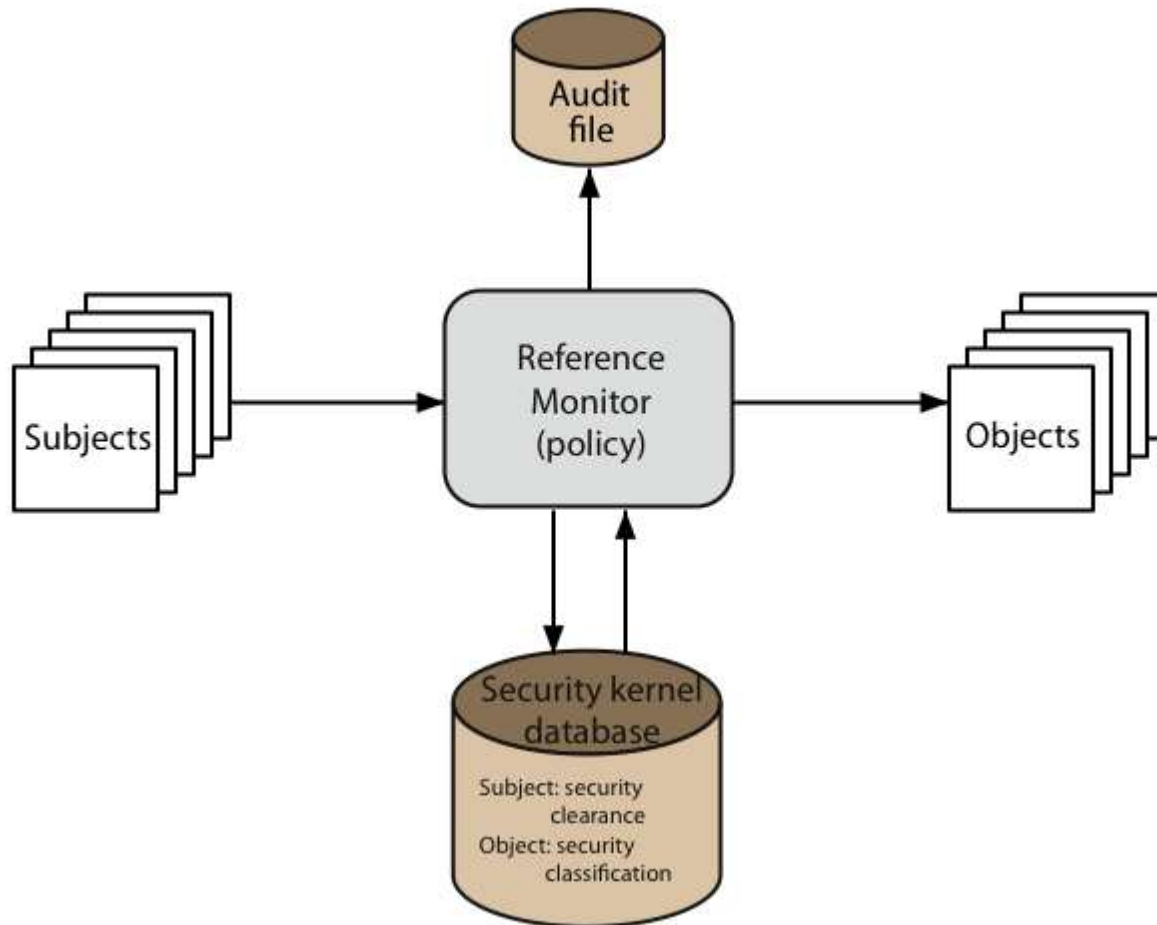 Audit
file
Subjects
Reference
Monitor
(policy)
Objects
Security kernel
database
Subject: security
clearance
Object: security
classification